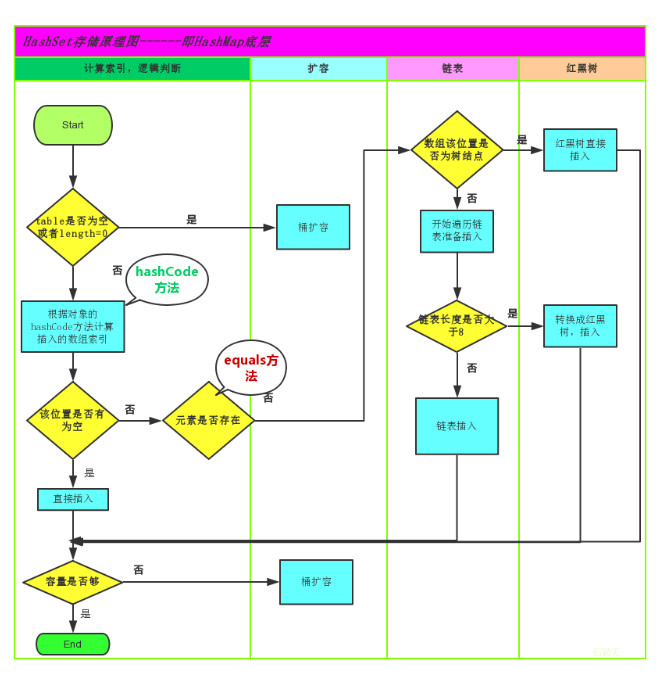 HashSet存储原理图------即HashMap底层
计算索引，逻辑判断
扩容
链表
红黑树
Start
table是否为空
或者length=0
是
桶扩容
否
hashCode
方法
根据对象的
hashCode方法计算
插入的数组索引
equals方
法
该位置是否有
为空
否
元素是否存在
否
是
直接插入
数组该位置是
否为树结点
是
红黑树直接
插入
否
开始遍历链
表准备插入
链表长度是否大
于8
是
转换成红黑
树，插入
否
链表插入
容量是否够
否
桶扩容
是
End